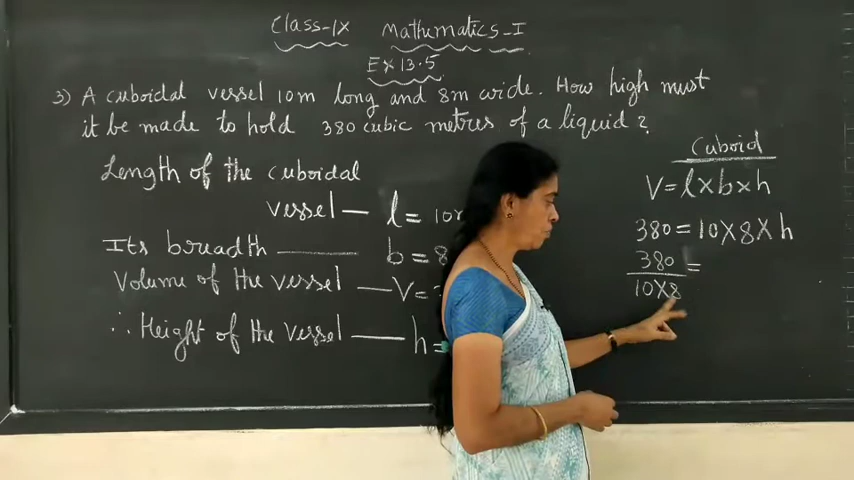 Class-IX Mathematics-I
EX 13.5
3) A cuboidal vessel 10m long and 8m wide. How high must
it be made to hold 380 cubic metres of a liquid?
Length of the cuboidal
vessel — l = 10
Its breadth — b = 8
Volume of the vessel — V =
∴ Height of the vessel — h =
Cuboid
V = l×b×h
380 = 10×8×h
380 =
10×8